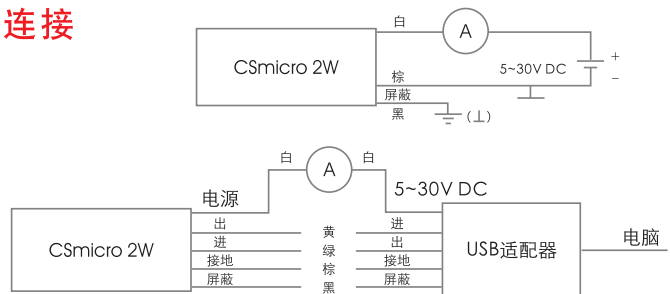 连接
白
A
CSmicro 2W
5~30V DC
+
−
棕
屏蔽
黑
(⊥)
白
A
白
电源
5~30V DC
CSmicro 2W
出
进
接地
屏蔽
黄
绿
棕
黑
进
出
接地
屏蔽
USB适配器
电脑